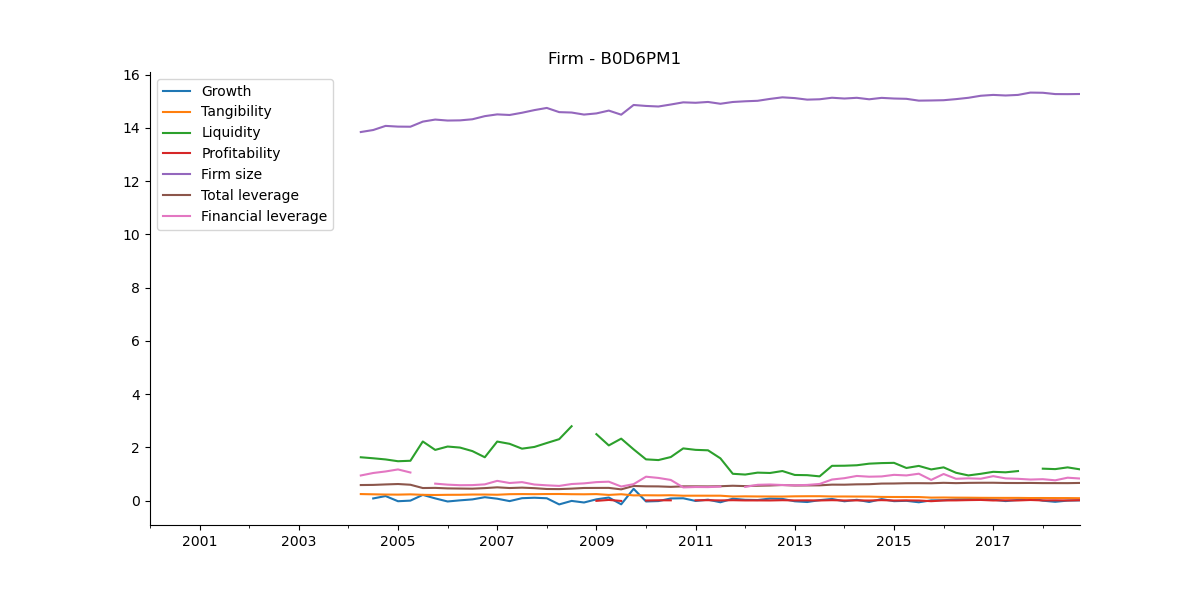 Firm - B0D6PM1
16
14
12
10
8
6
4
2
0
Growth
Tangibility
Liquidity
Profitability
Firm size
Total leverage
Financial leverage
2001 2003 2005 2007 2009 2011 2013 2015 2017